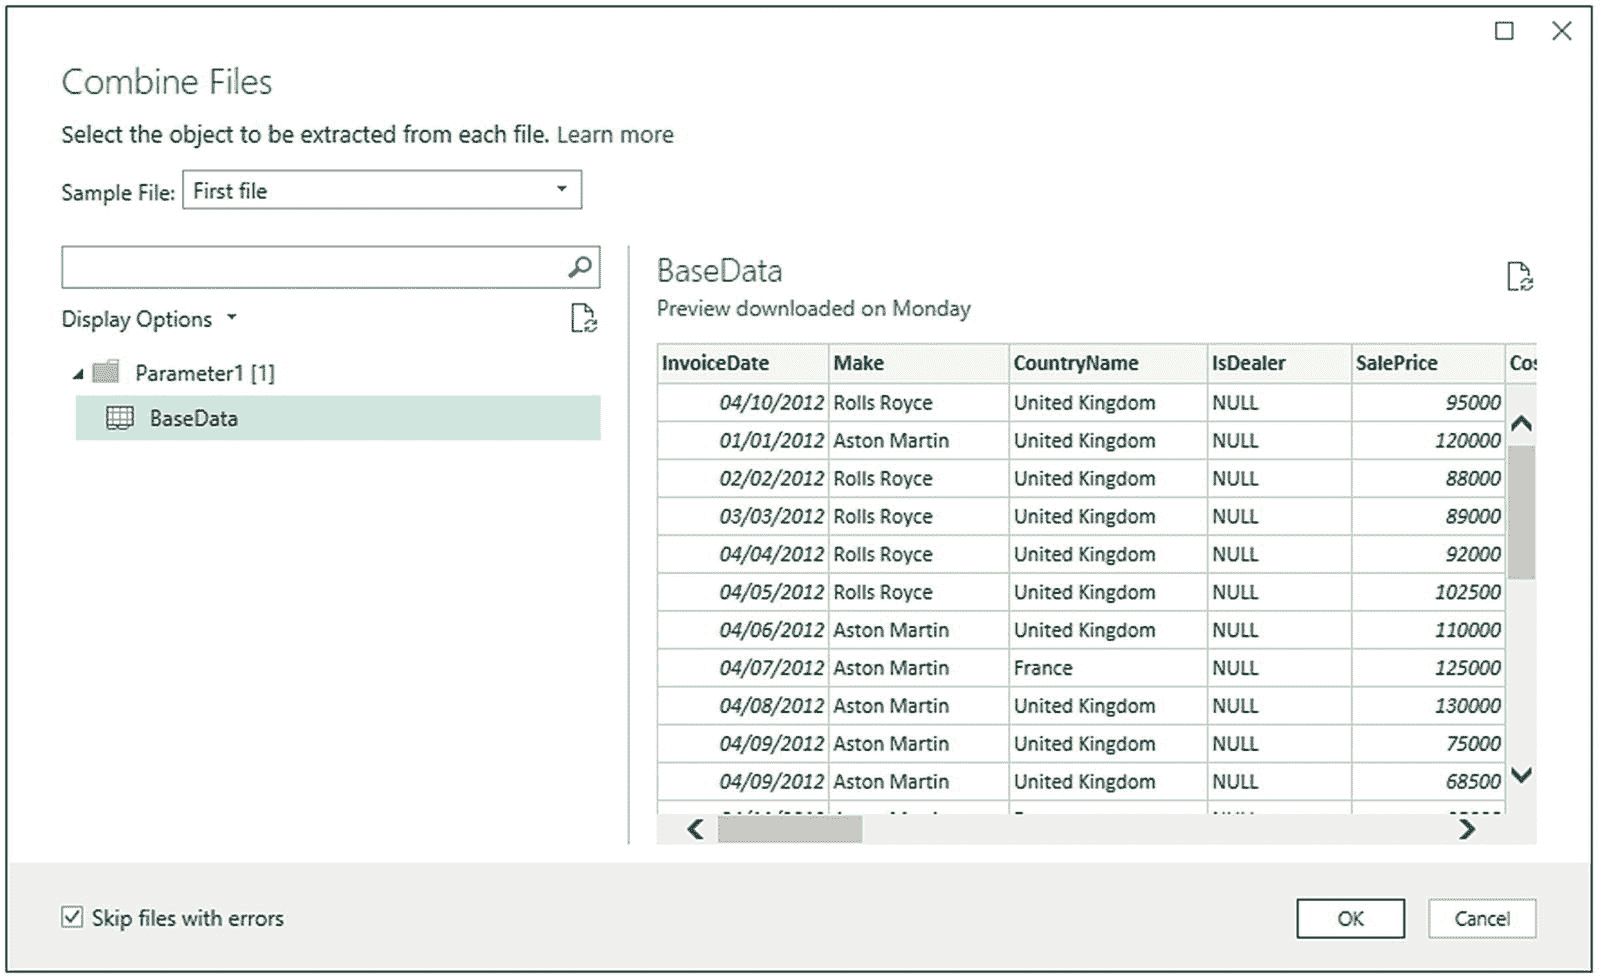 Combine Files
Select the object to be extracted from each file. Learn more
Sample File: First file
Display Options
Parameter1 [1]
BaseData
BaseData
Preview downloaded on Monday
InvoiceDate Make CountryName IsDealer SalePrice Cos
04/10/2012 Rolls Royce United Kingdom NULL 95000
01/01/2012 Aston Martin United Kingdom NULL 120000
02/02/2012 Rolls Royce United Kingdom NULL 88000
03/03/2012 Rolls Royce United Kingdom NULL 89000
04/04/2012 Rolls Royce United Kingdom NULL 92000
04/05/2012 Rolls Royce United Kingdom NULL 102500
04/06/2012 Aston Martin United Kingdom NULL 110000
04/07/2012 Aston Martin France NULL 125000
04/08/2012 Aston Martin United Kingdom NULL 130000
04/09/2012 Aston Martin United Kingdom NULL 75000
04/09/2012 Aston Martin United Kingdom NULL 68500
Skip files with errors
OK Cancel